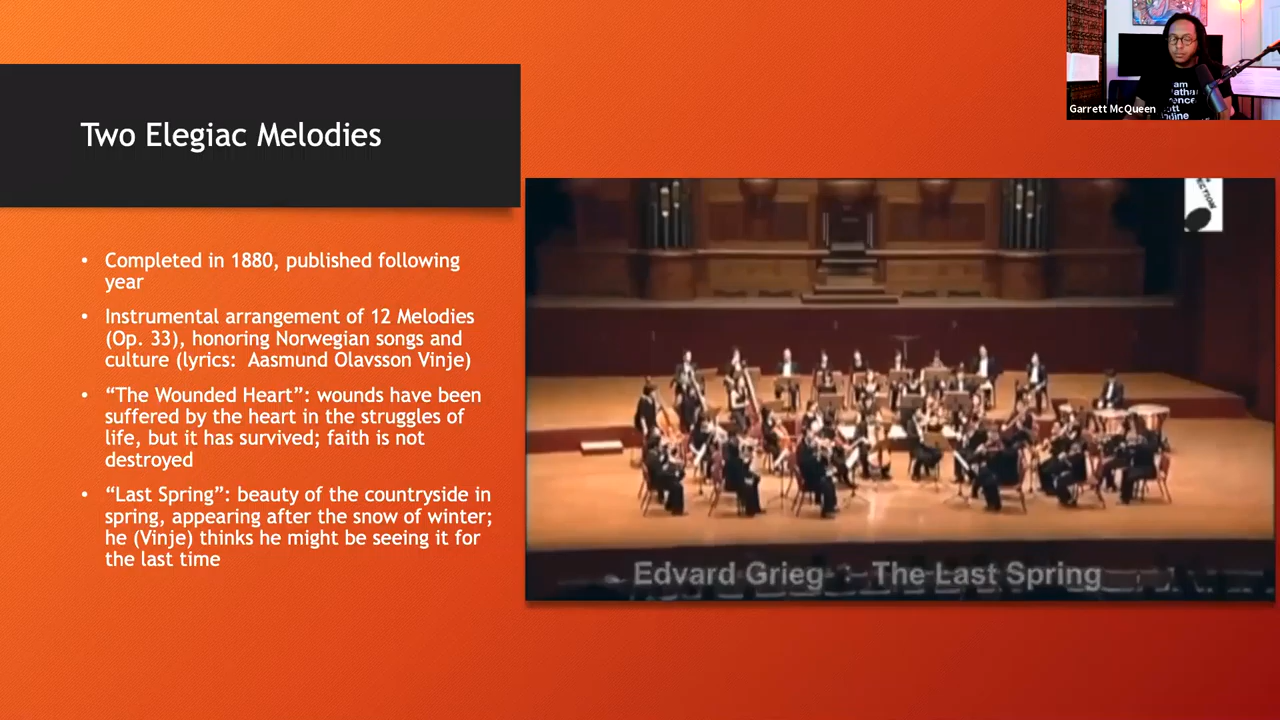 Two Elegiac Melodies
• Completed in 1880, published following
year
• Instrumental arrangement of 12 Melodies
(Op. 33), honoring Norwegian songs and
culture (lyrics:  Aasmund Olavsson Vinje)
• “The Wounded Heart”: wounds have been
suffered by the heart in the struggles of
life, but it has survived; faith is not
destroyed
• “Last Spring”: beauty of the countryside in
spring, appearing after the snow of winter;
he (Vinje) thinks he might be seeing it for
the last time
Edvard Grieg : The Last Spring
Garrett McQueen
am